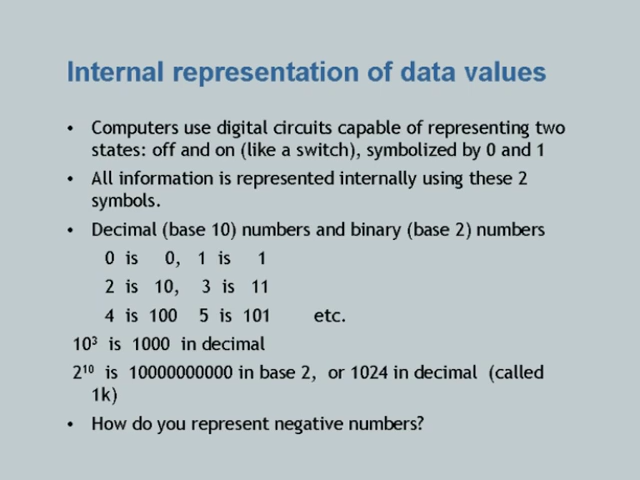 Internal representation of data values
• Computers use digital circuits capable of representing two
states: off and on (like a switch), symbolized by 0 and 1
• All information is represented internally using these 2
symbols.
• Decimal (base 10) numbers and binary (base 2) numbers
0 is 0, 1 is 1
2 is 10, 3 is 11
4 is 100 5 is 101 etc.
10³ is 1000 in decimal
2¹⁰ is 10000000000 in base 2, or 1024 in decimal (called
1k)
• How do you represent negative numbers?